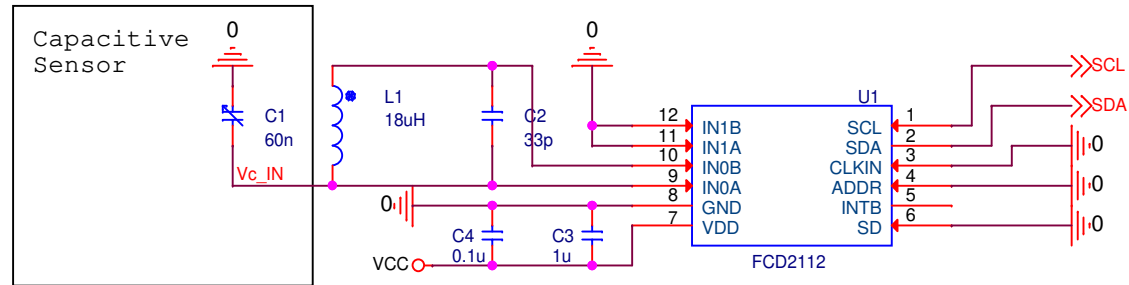 Capacitive
Sensor
0
C1
60n
Vc_IN
L1
18uH
C2
33p
0
0
C4
0.1u
C3
1u
VCC
U1
12
11
10
9
8
7
IN1B
IN1A
IN0B
IN0A
GND
VDD
SCL
SDA
CLKIN
ADDR
INTB
SD
1
2
3
4
5
6
FCD2112
SCL
SDA
0
0
0